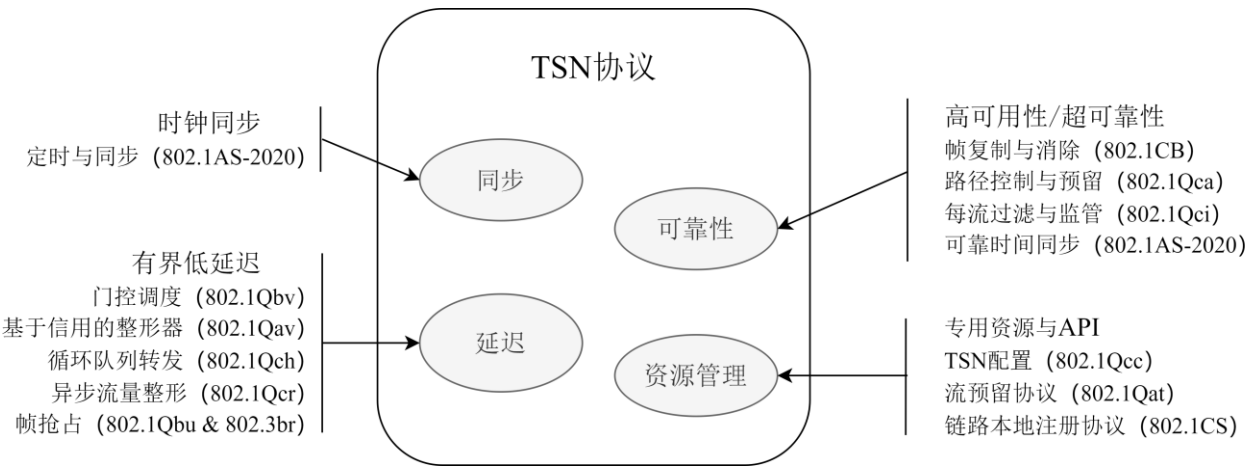 TSN协议
时钟同步
定时与同步（802.1AS-2020）
同步
有界低延迟
门控调度（802.1Qbv）
基于信用的整形器（802.1Qav）
循环队列转发（802.1Qch）
异步流量整形（802.1Qcr）
帧抢占（802.1Qbu & 802.3br）
延迟
高可用性/超可靠性
帧复制与消除（802.1CB）
路径控制与预留（802.1Qca）
每流过滤与监管（802.1Qci）
可靠时间同步（802.1AS-2020）
可靠性
专用资源与API
TSN配置（802.1Qcc）
流预留协议（802.1Qat）
链路本地注册协议（802.1CS）
资源管理